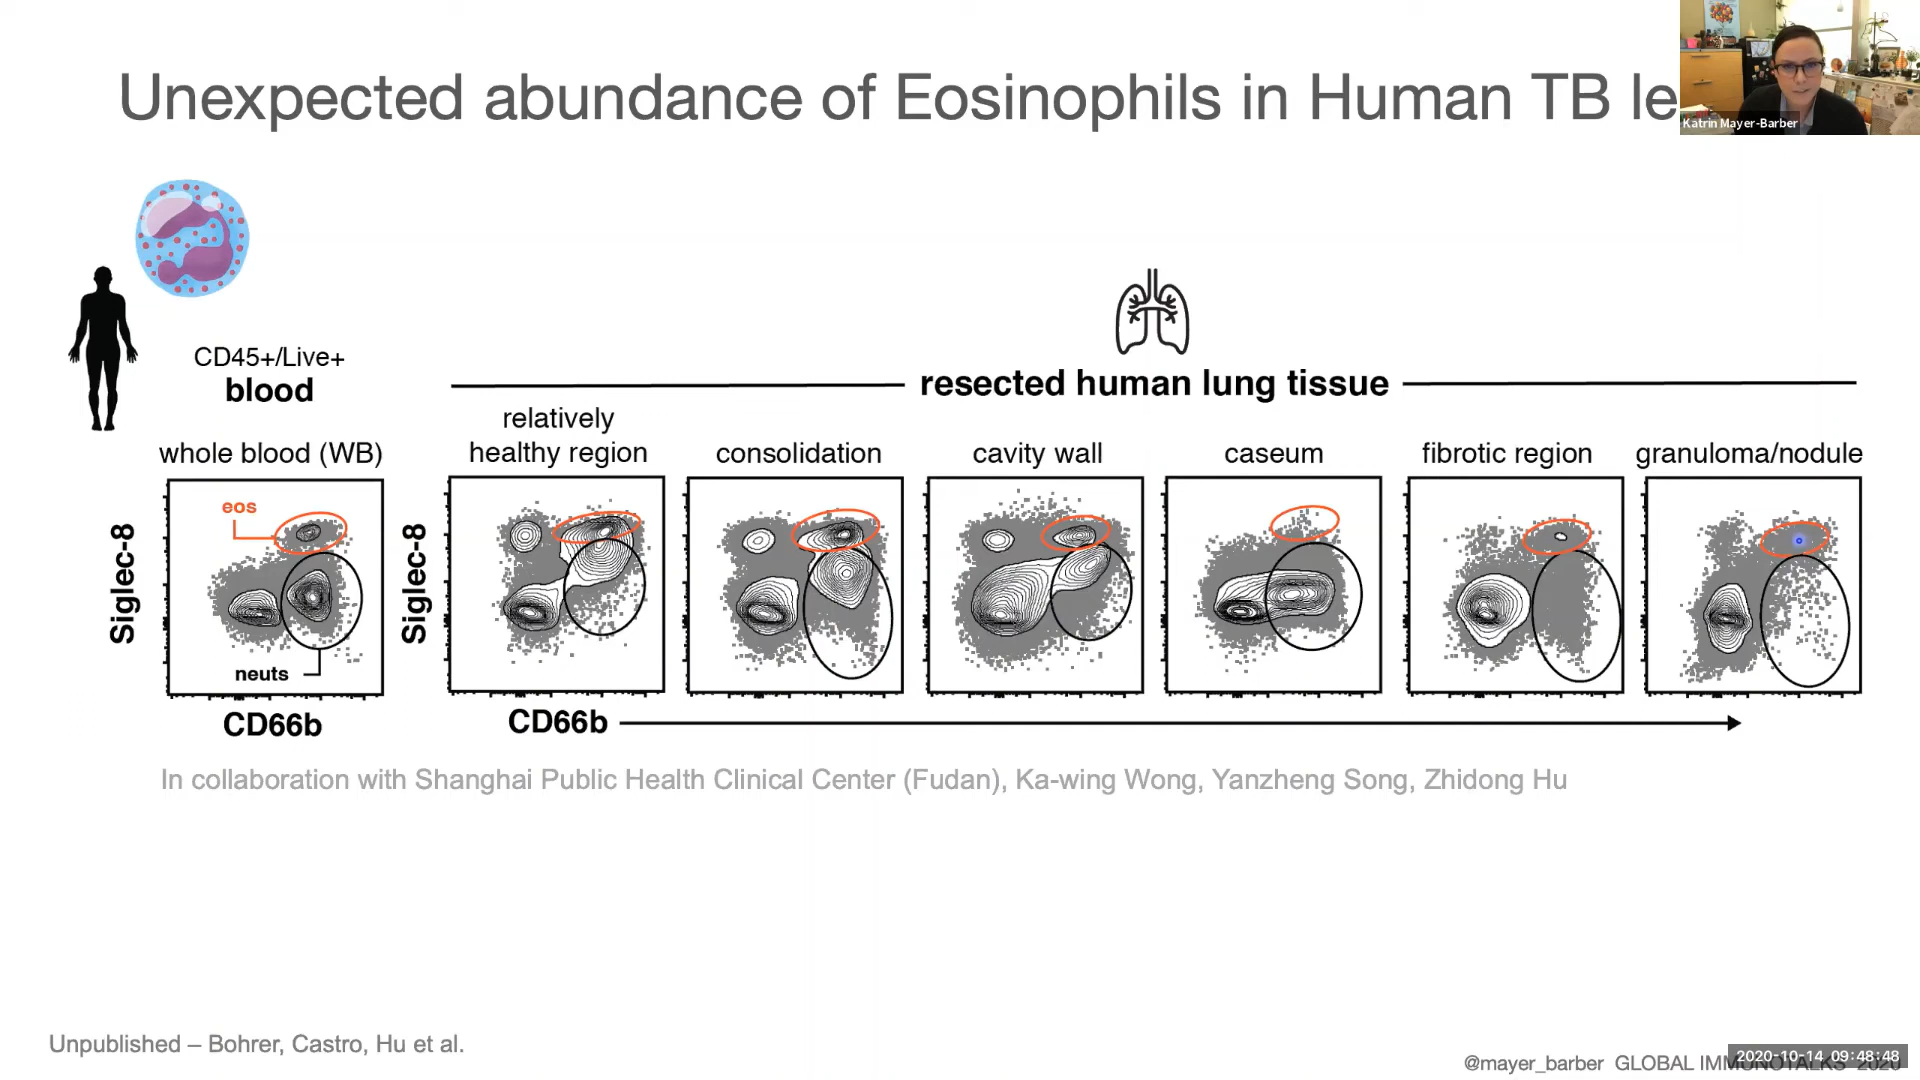 Unexpected abundance of Eosinophils in Human TB le
Katrin Mayer-Barber
CD45+/Live+
blood
resected human lung tissue
whole blood (WB)
relatively
healthy region
consolidation
cavity wall
caseum
fibrotic region
granuloma/nodule
Siglec-8
eos
neuts
CD66b
Siglec-8
CD66b
In collaboration with Shanghai Public Health Clinical Center (Fudan), Ka-wing Wong, Yanzheng Song, Zhidong Hu
Unpublished – Bohrer, Castro, Hu et al.
@mayer_barber GLOBAL IMMUNOTALKS 2020
2020-10-14 09:48:48